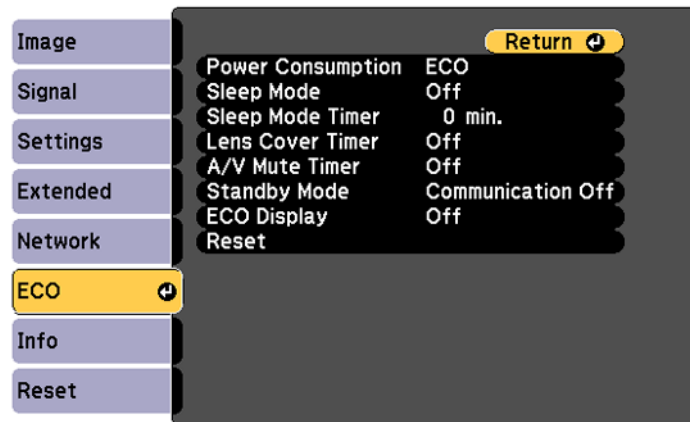 Image
Signal
Settings
Extended
Network
ECO
Info
Reset
Return
Power Consumption ECO
Sleep Mode Off
Sleep Mode Timer 0 min.
Lens Cover Timer Off
A/V Mute Timer Off
Standby Mode Communication Off
ECO Display Off
Reset